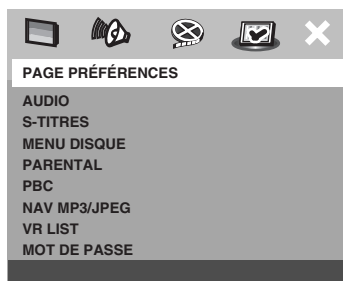 PAGE PRÉFÉRENCES
AUDIO
S-TITRES
MENU DISQUE
PARENTAL
PBC
NAV MP3/JPEG
VR LIST
MOT DE PASSE